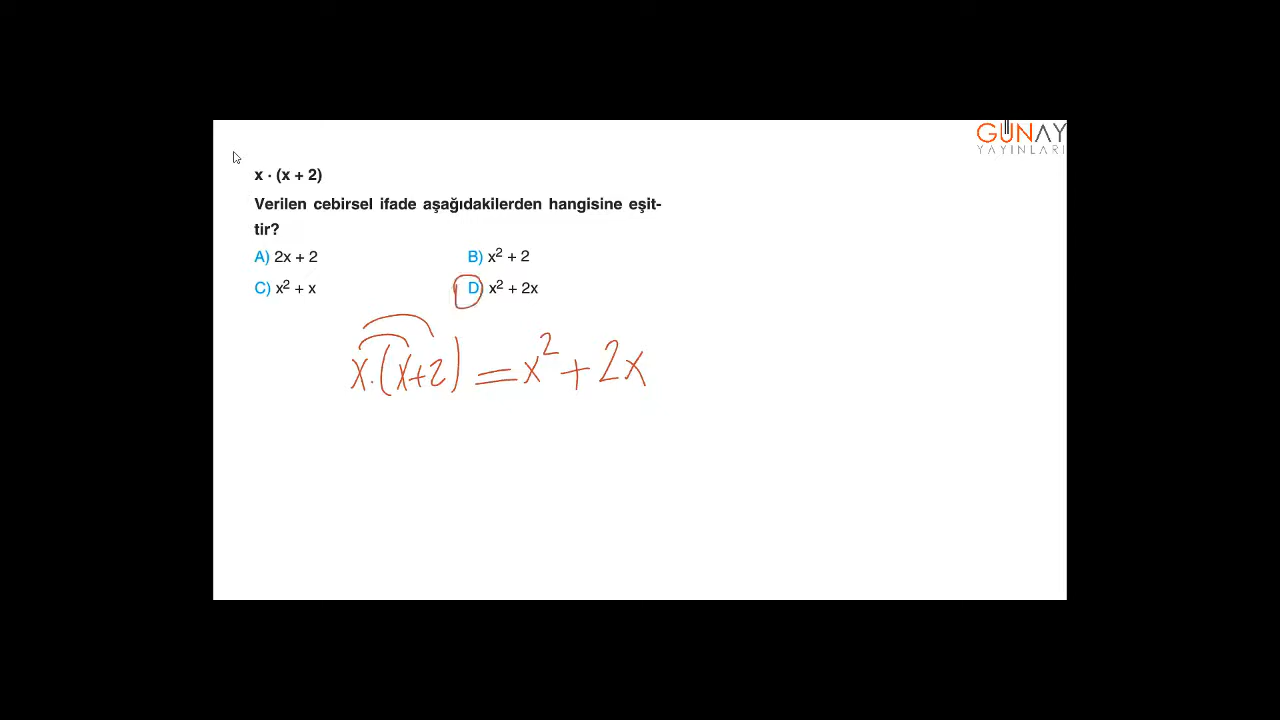 GÜNAY
YAYINLARI
x · (x + 2)
Verilen cebirsel ifade aşağıdakilerden hangisine eşit-
tir?
A) 2x + 2 B) x² + 2
C) x² + x D) x² + 2x
x.(x+2) = x² + 2x